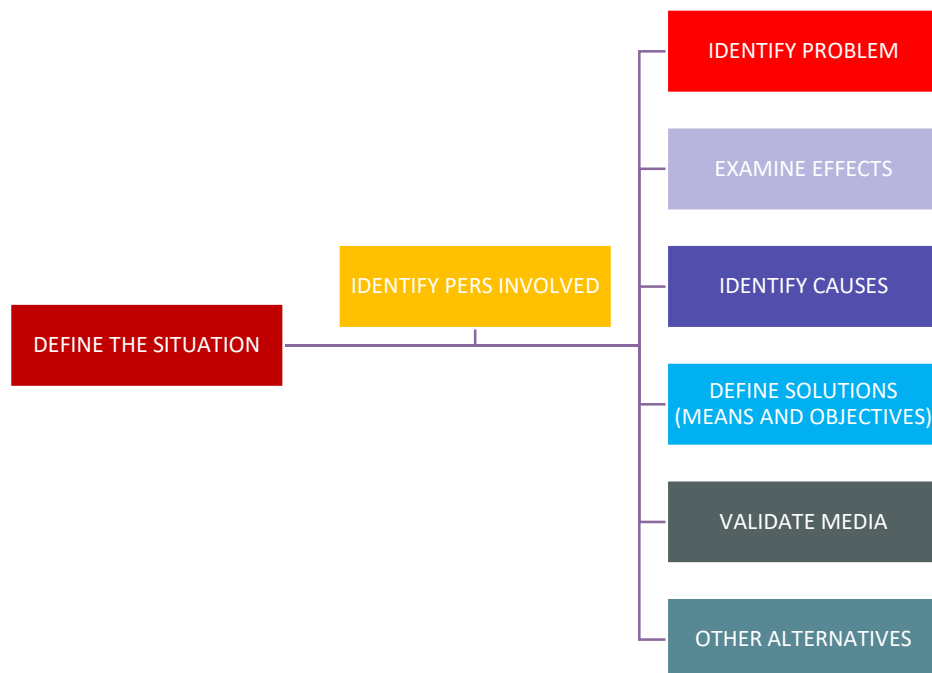 DEFINE THE SITUATION
IDENTIFY PERS INVOLVED
IDENTIFY PROBLEM
EXAMINE EFFECTS
IDENTIFY CAUSES
DEFINE SOLUTIONS
(MEANS AND OBJECTIVES)
VALIDATE MEDIA
OTHER ALTERNATIVES